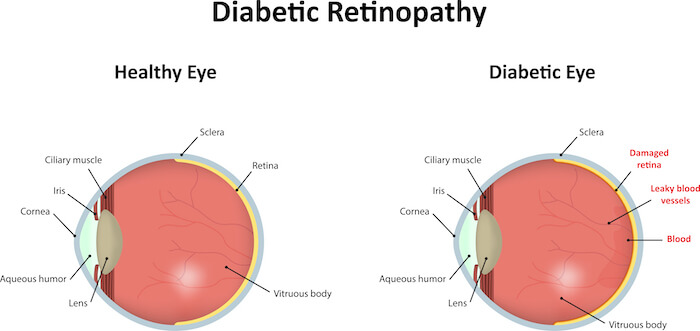 Diabetic Retinopathy
Healthy Eye
Sclera
Ciliary muscle
Retina
Iris
Cornea
Aqueous humor
Lens
Vitruous body
Diabetic Eye
Sclera
Ciliary muscle
Damaged
retina
Iris
Leaky blood
vessels
Cornea
Blood
Aqueous humor
Lens
Vitruous body